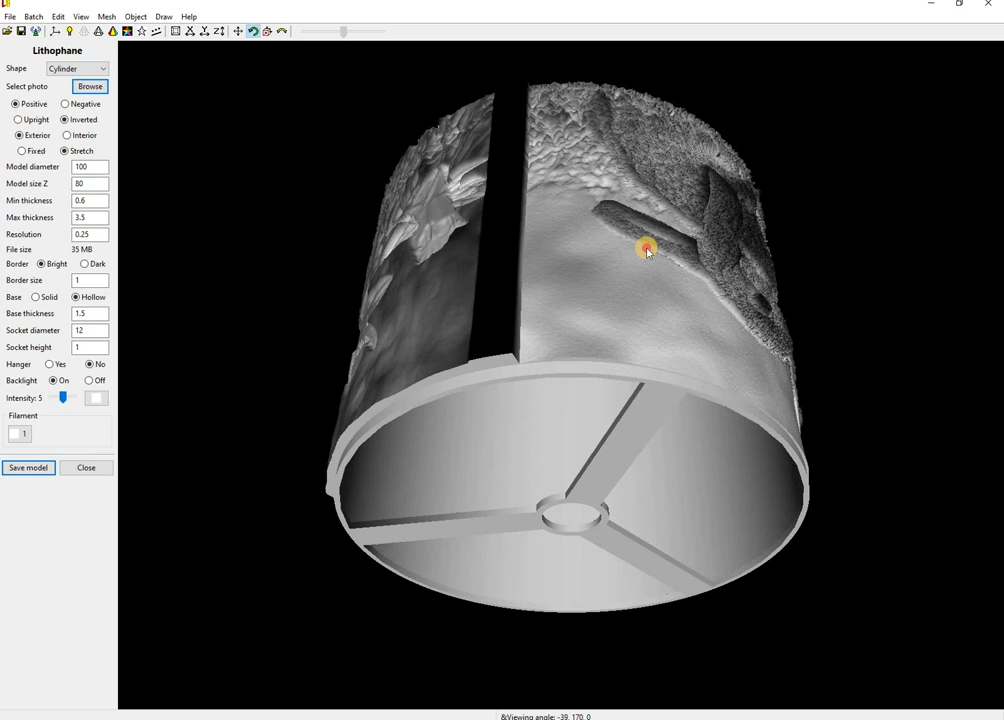 File Batch Edit View Mesh Object Draw Help
Lithophane
Shape Cylinder
Select photo Browse
Positive Negative
Upright Inverted
Exterior Interior
Fixed Stretch
Model diameter 100
Model size Z 80
Min thickness 0.6
Max thickness 3.5
Resolution 0.25
File size 35 MB
Border Bright Dark
Border size 1
Base Solid Hollow
Base thickness 1.5
Socket diameter 12
Socket height 1
Hanger Yes No
Backlight On Off
Intensity: 5
Filament
1
Save model Close
&Viewing angle: -39, 170, 0